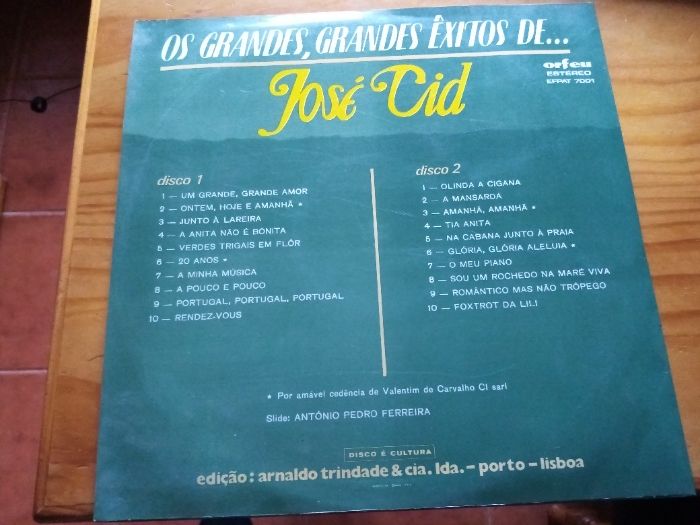 OS GRANDES, GRANDES ÊXITOS DE...
José Cid
orfeu
ESTÉREO
EFPAT 7001
disco 1
1 — UM GRANDE, GRANDE AMOR
2 — ONTEM, HOJE E AMANHÃ *
3 — JUNTO À LAREIRA
4 — A ANITA NÃO É BONITA
5 — VERDES TRIGAIS EM FLÔR
6 — 20 ANOS *
7 — A MINHA MÚSICA
8 — A POUCO E POUCO
9 — PORTUGAL, PORTUGAL, PORTUGAL
10 — RENDEZ-VOUS
disco 2
1 — OLINDA A CIGANA
2 — A MANSARDA
3 — AMANHÃ, AMANHÃ *
4 — TIA ANITA
5 — NA CABANA JUNTO À PRAIA
6 — GLÓRIA, GLÓRIA ALELUIA *
7 — O MEU PIANO
8 — SOU UM ROCHEDO NA MARÉ VIVA
9 — ROMÂNTICO MAS NÃO TRÔPEGO
10 — FOXTROT DA LILI
* Por amável cedência de Valentim de Carvalho CI sarl
Slide: ANTÓNIO PEDRO FERREIRA
DISCO É CULTURA
edição: arnaldo trindade & cia. lda. – porto – lisboa